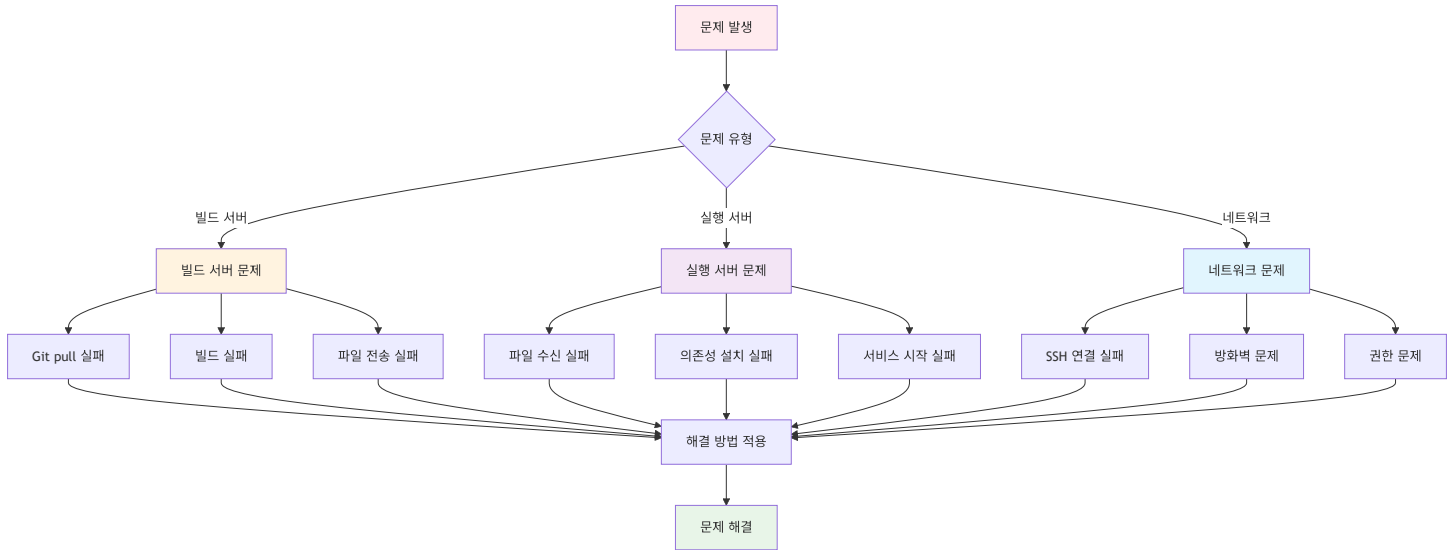 문제 발생
문제 유형
빌드 서버
실행 서버
네트워크
빌드 서버 문제
실행 서버 문제
네트워크 문제
Git pull 실패
빌드 실패
파일 전송 실패
파일 수신 실패
의존성 설치 실패
서비스 시작 실패
SSH 연결 실패
방화벽 문제
권한 문제
해결 방법 적용
문제 해결